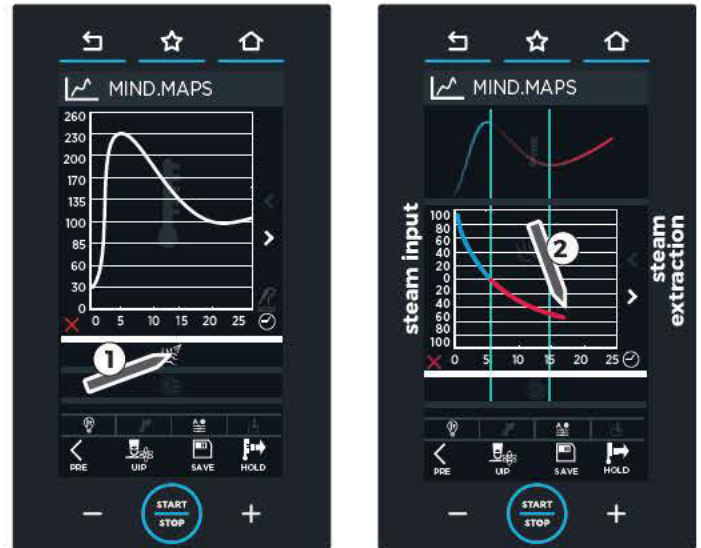 MIND.MAPS
260
230
200
170
135
100
85
60
30
0
0 5 10 15 20 25
1
PRE UIP SAVE HOLD
START
STOP
− +
MIND.MAPS
steam input
100
80
60
40
20
0
20
40
60
80
100
0 5 10 15 20 25
2
steam
extraction
PRE UIP SAVE HOLD
START
STOP
− +